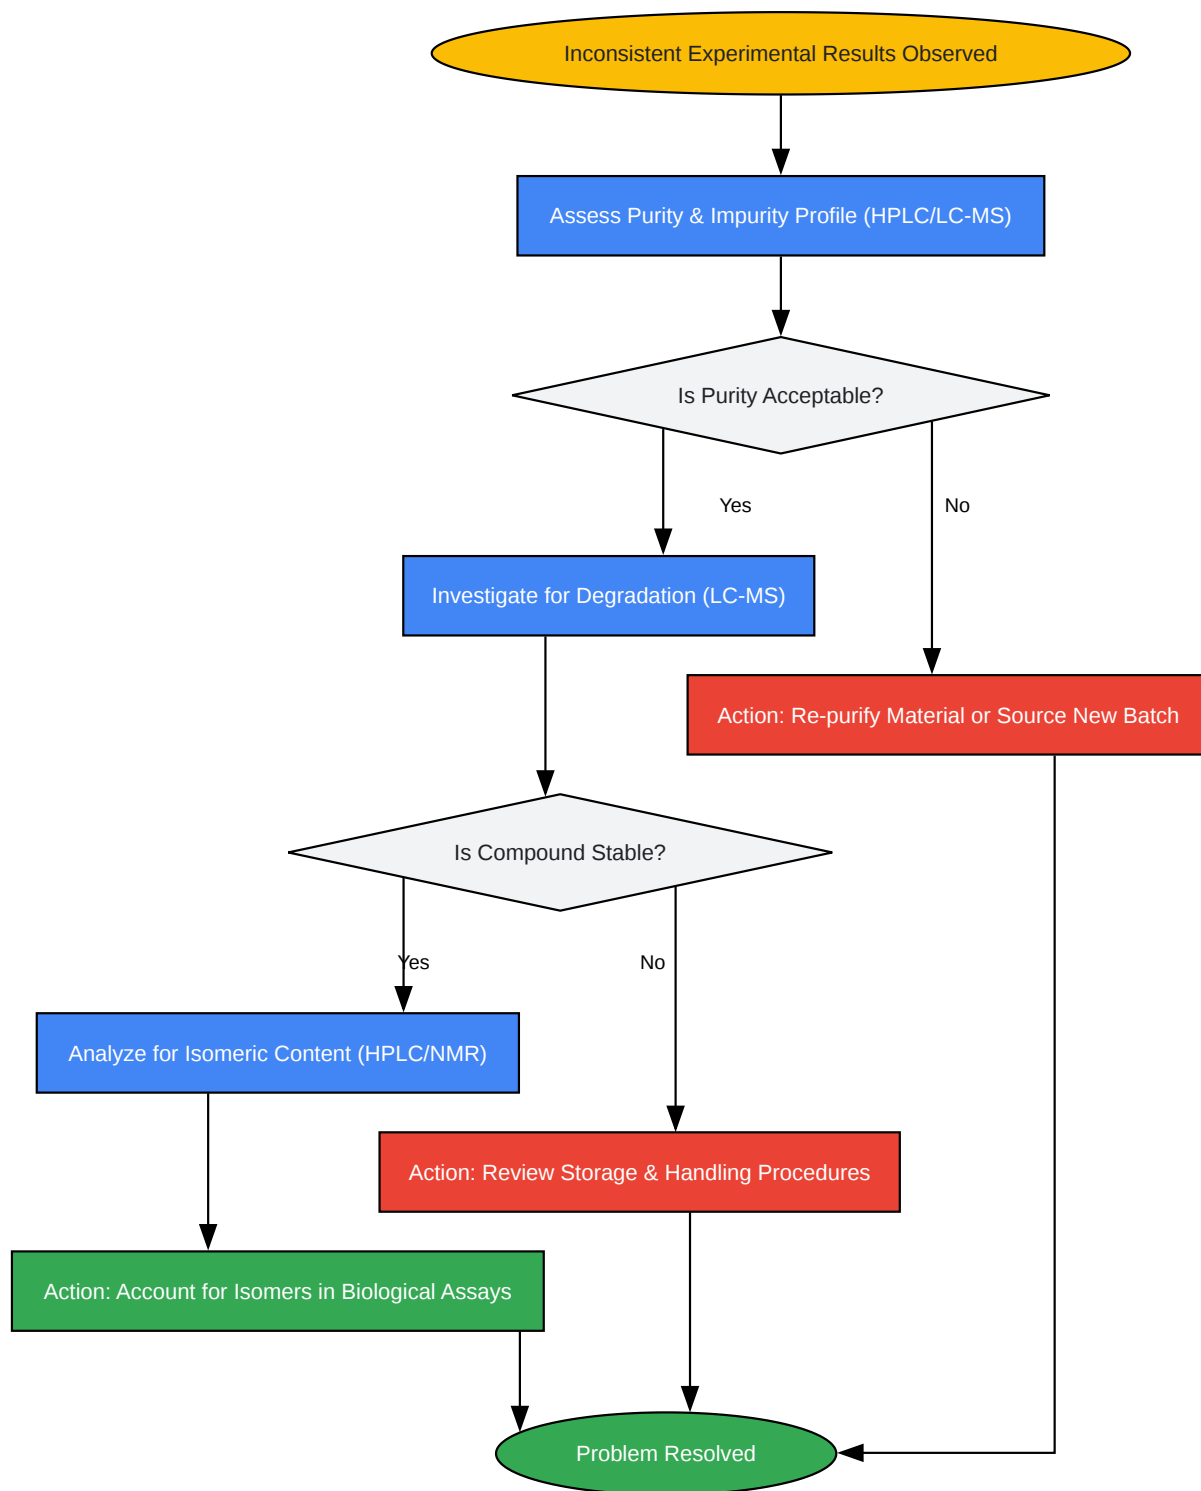 Inconsistent Experimental Results Observed
Assess Purity & Impurity Profile (HPLC/LC-MS)
Is Purity Acceptable?
Yes
No
Investigate for Degradation (LC-MS)
Action: Re-purify Material or Source New Batch
Is Compound Stable?
Yes
No
Analyze for Isomeric Content (HPLC/NMR)
Action: Review Storage & Handling Procedures
Action: Account for Isomers in Biological Assays
Problem Resolved